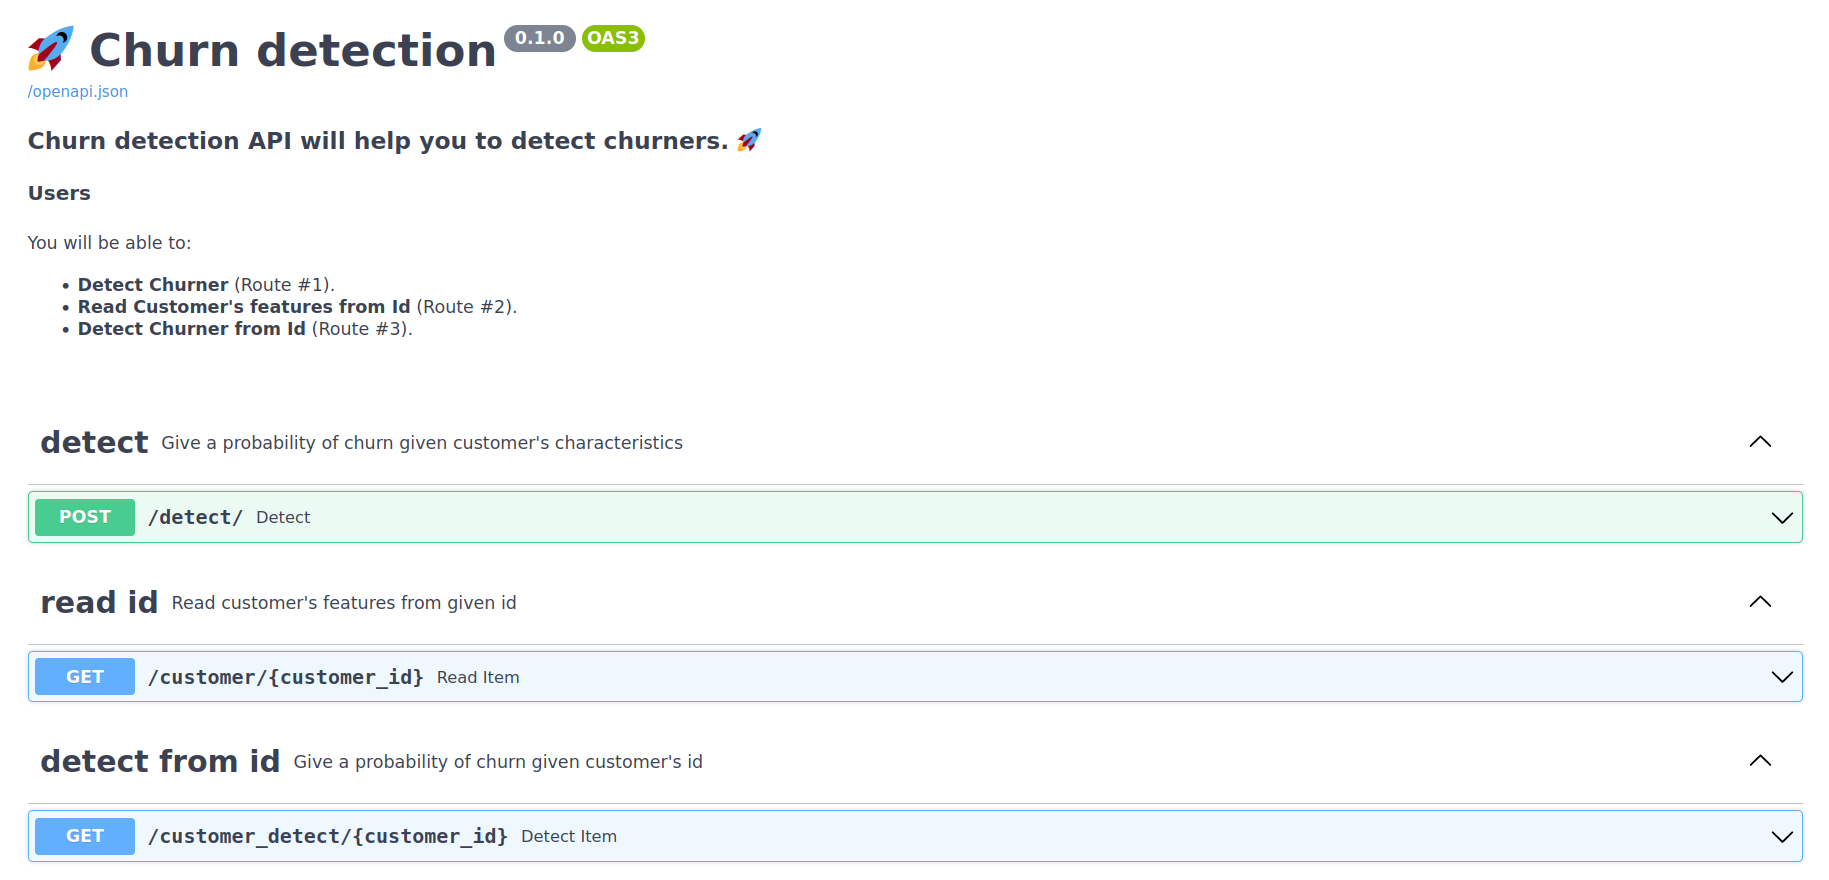 🚀 Churn detection 0.1.0 OAS3
/openapi.json
Churn detection API will help you to detect churners. 🚀
Users
You will be able to:
• Detect Churner (Route #1).
• Read Customer's features from Id (Route #2).
• Detect Churner from Id (Route #3).
detect Give a probability of churn given customer's characteristics
POST /detect/ Detect
read id Read customer's features from given id
GET /customer/{customer_id} Read Item
detect from id Give a probability of churn given customer's id
GET /customer_detect/{customer_id} Detect Item